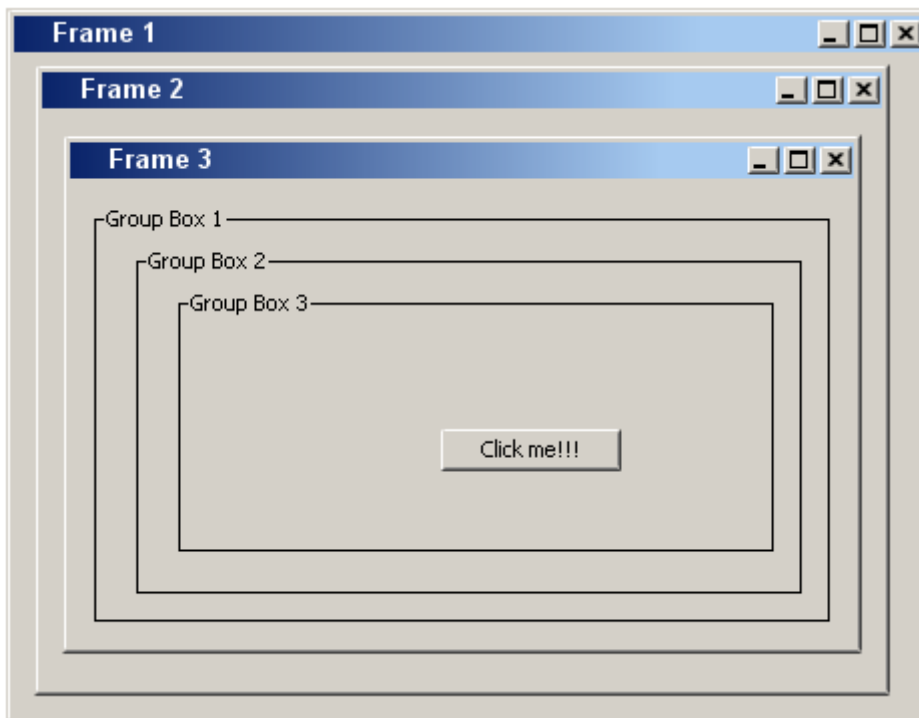 Frame 1
Frame 2
Frame 3
Group Box 1
Group Box 2
Group Box 3
Click me!!!